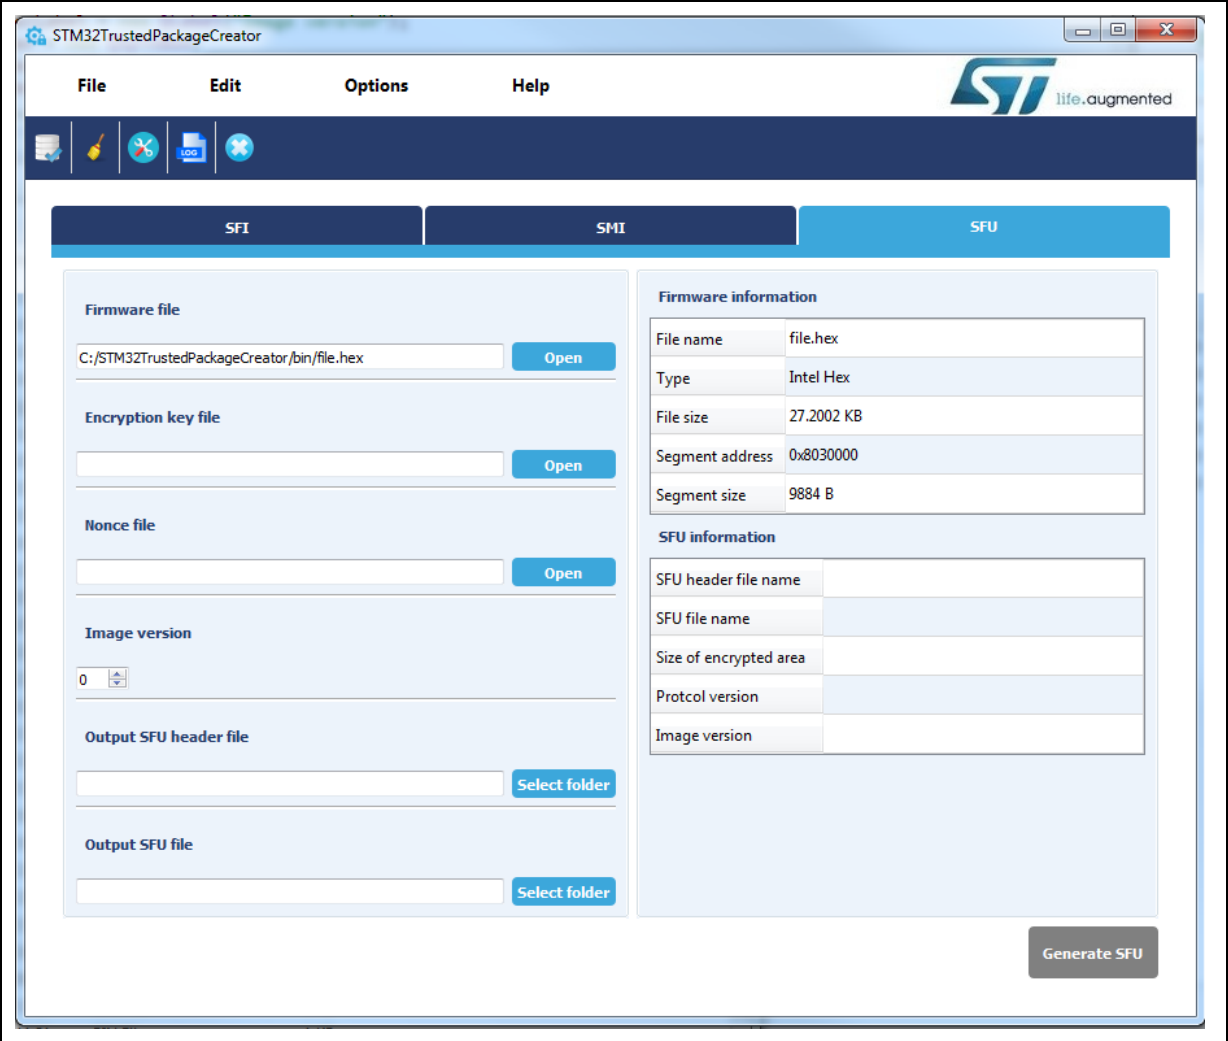 STM32TrustedPackageCreator
File Edit Options Help
life.augmented
LOG
SFI SMI SFU
Firmware file
C:/STM32TrustedPackageCreator/bin/file.hex Open
Encryption key file
Open
Nonce file
Open
Image version
0
Output SFU header file
Select folder
Output SFU file
Select folder
Firmware information
File name file.hex
Type Intel Hex
File size 27.2002 KB
Segment address 0x8030000
Segment size 9884 B
SFU information
SFU header file name
SFU file name
Size of encrypted area
Protcol version
Image version
Generate SFU